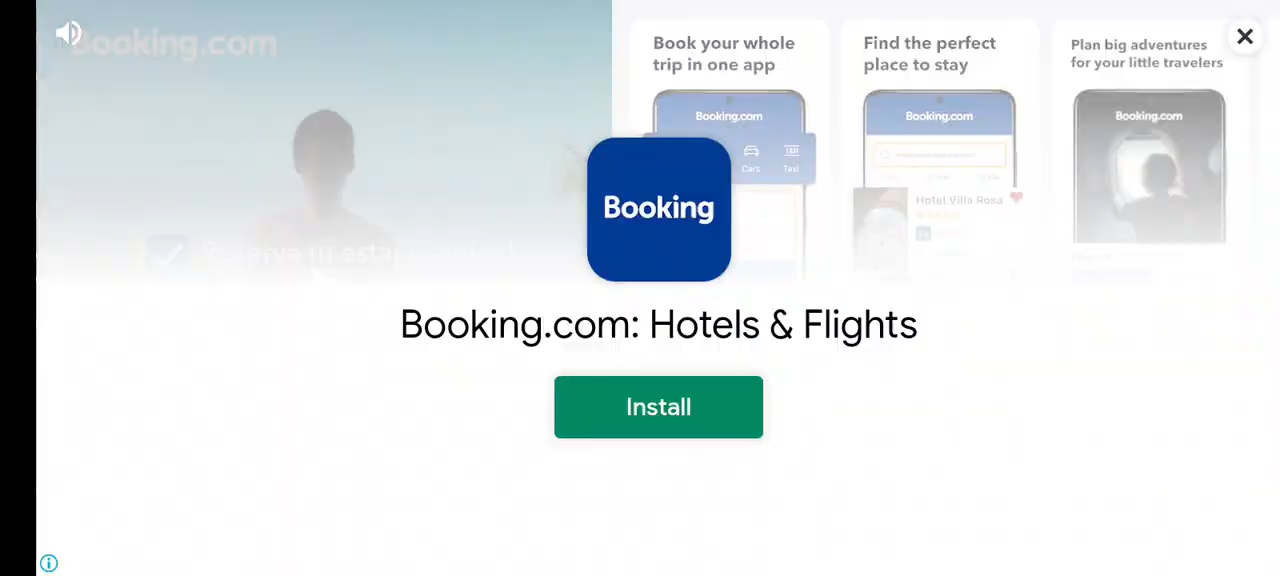 Booking.com
Book your whole
trip in one app
Find the perfect
place to stay
Plan big adventures
for your little travelers
Booking.com
Booking.com
Booking.com
Cars
Taxi
Hotel Villa Rosa
Booking
Reserva tu
Booking.com: Hotels & Flights
Install